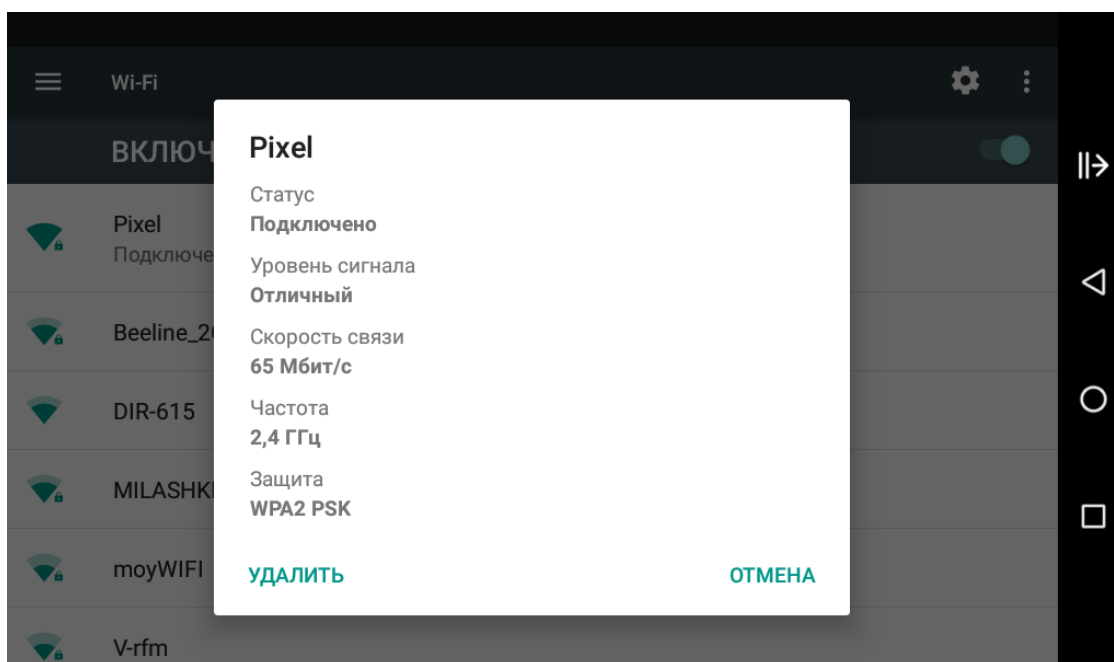 Wi-Fi
ВКЛЮЧ
Pixel
Статус
Подключено
Уровень сигнала
Отличный
Скорость связи
65 Мбит/с
Частота
2,4 ГГц
Защита
WPA2 PSK
УДАЛИТЬ
ОТМЕНА
Pixel
Подключе
Beeline_2
DIR-615
MILASHK
moyWIFI
V-rfm